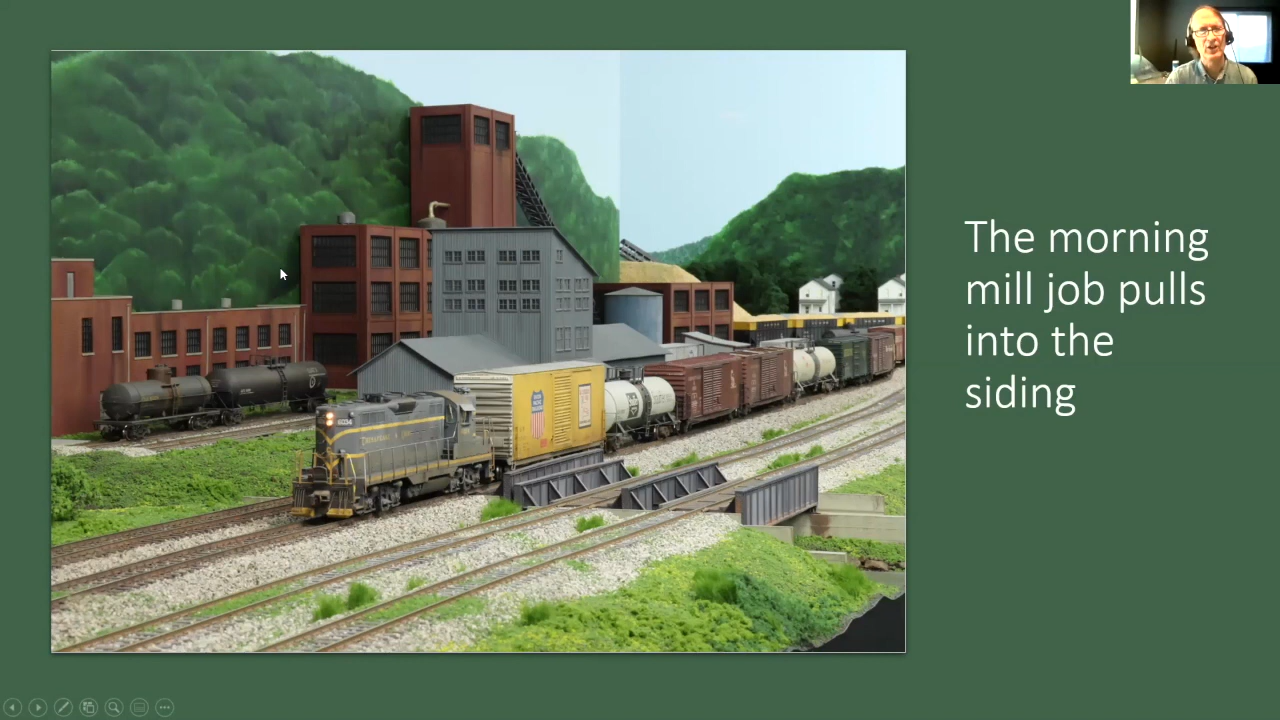 The morning
mill job pulls
into the
siding